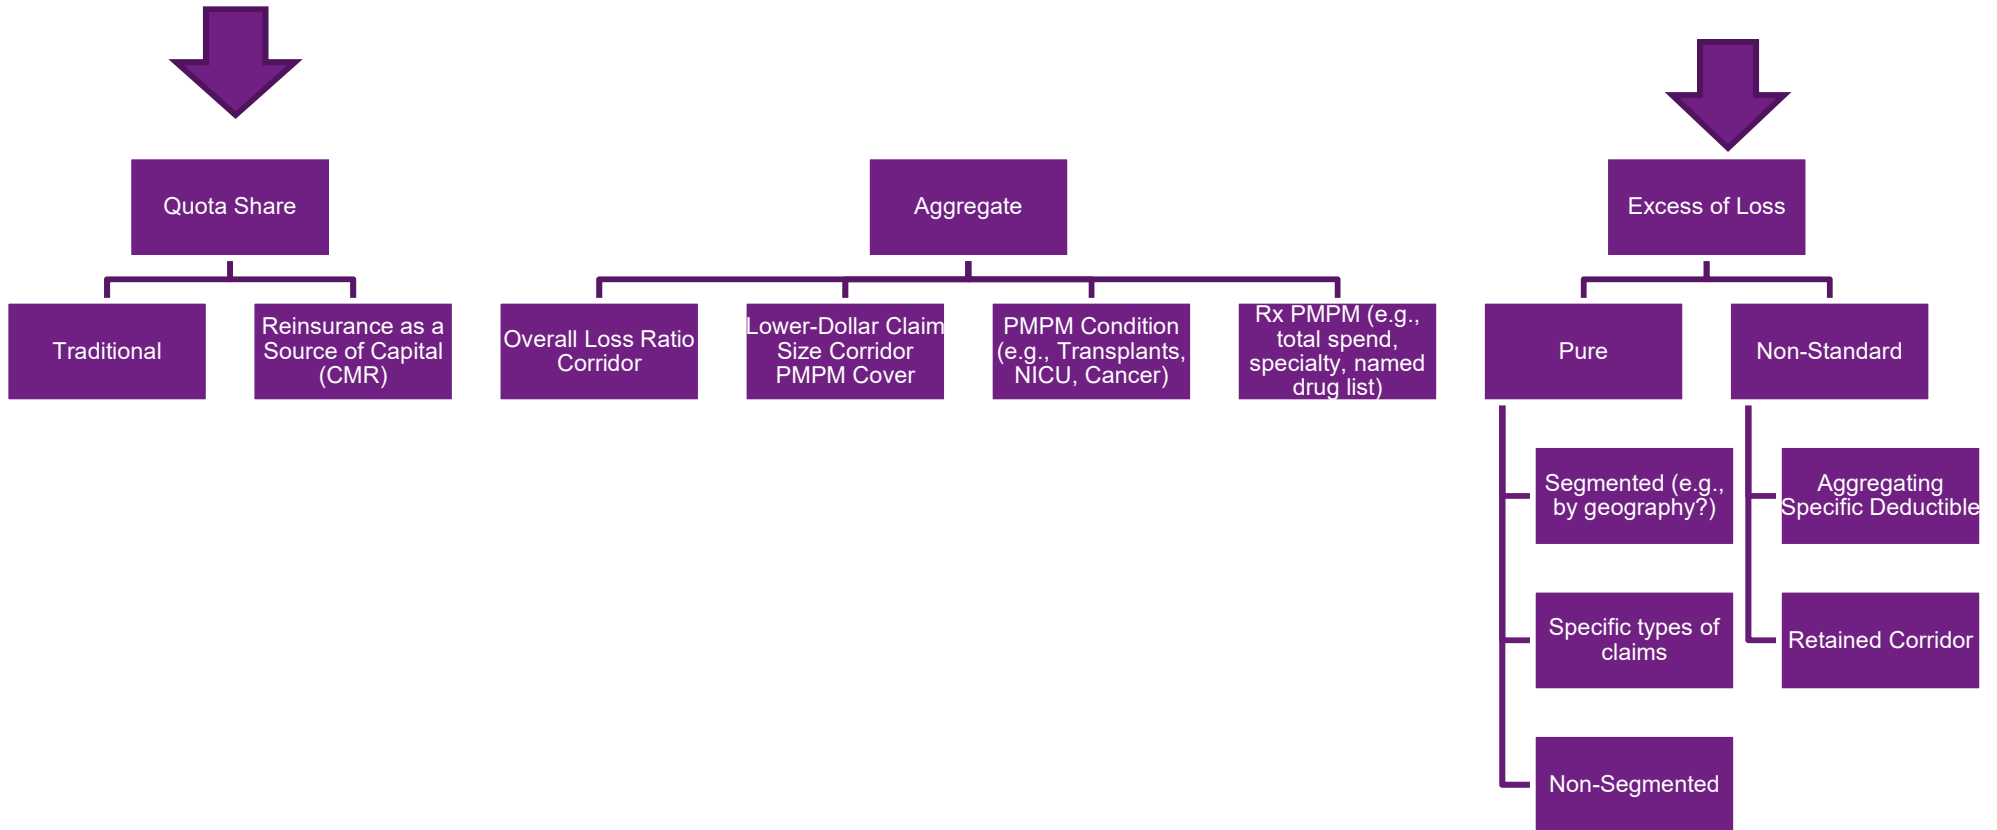 Quota Share
Aggregate
Excess of Loss
Traditional
Reinsurance as a
Source of Capital
(CMR)
Overall Loss Ratio
Corridor
Lower-Dollar Claim
Size Corridor
PMPM Cover
PMPM Condition
(e.g., Transplants,
NICU, Cancer)
Rx PMPM (e.g.,
total spend,
specialty, named
drug list)
Pure
Non-Standard
Segmented (e.g.,
by geography?)
Aggregating
Specific Deductible
Specific types of
claims
Retained Corridor
Non-Segmented